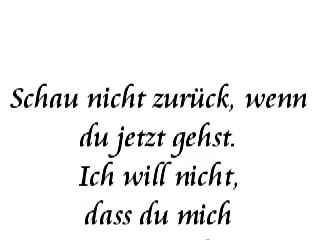 Schau nicht zurück, wenn
du jetzt gehst.
Ich will nicht,
dass du mich